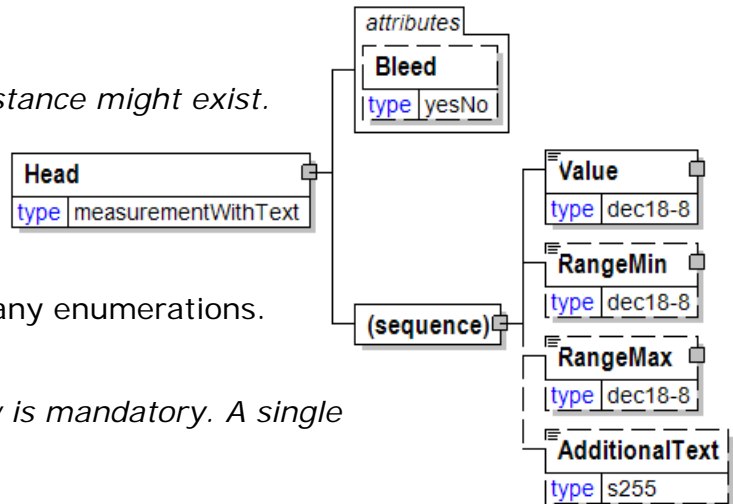 attributes
Bleed
type yesNo
stance might exist.
Head
type measurementWithText
Value
type dec18-8
RangeMin
type dec18-8
any enumerations.
(sequence)
RangeMax
type dec18-8
is mandatory. A single
AdditionalText
type s255